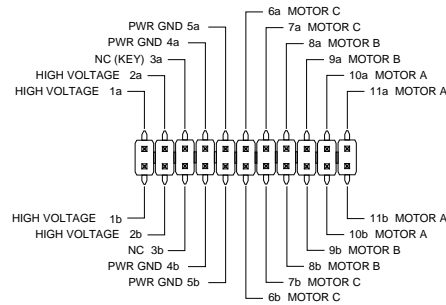 6a MOTOR C
PWR GND 5a
7a MOTOR C
PWR GND 4a
8a MOTOR B
NC (KEY) 3a
9a MOTOR B
HIGH VOLTAGE 2a
10a MOTOR A
HIGH VOLTAGE 1a
11a MOTOR A
HIGH VOLTAGE 1b
11b MOTOR A
HIGH VOLTAGE 2b
10b MOTOR A
NC 3b
9b MOTOR B
PWR GND 4b
8b MOTOR B
PWR GND 5b
7b MOTOR C
6b MOTOR C